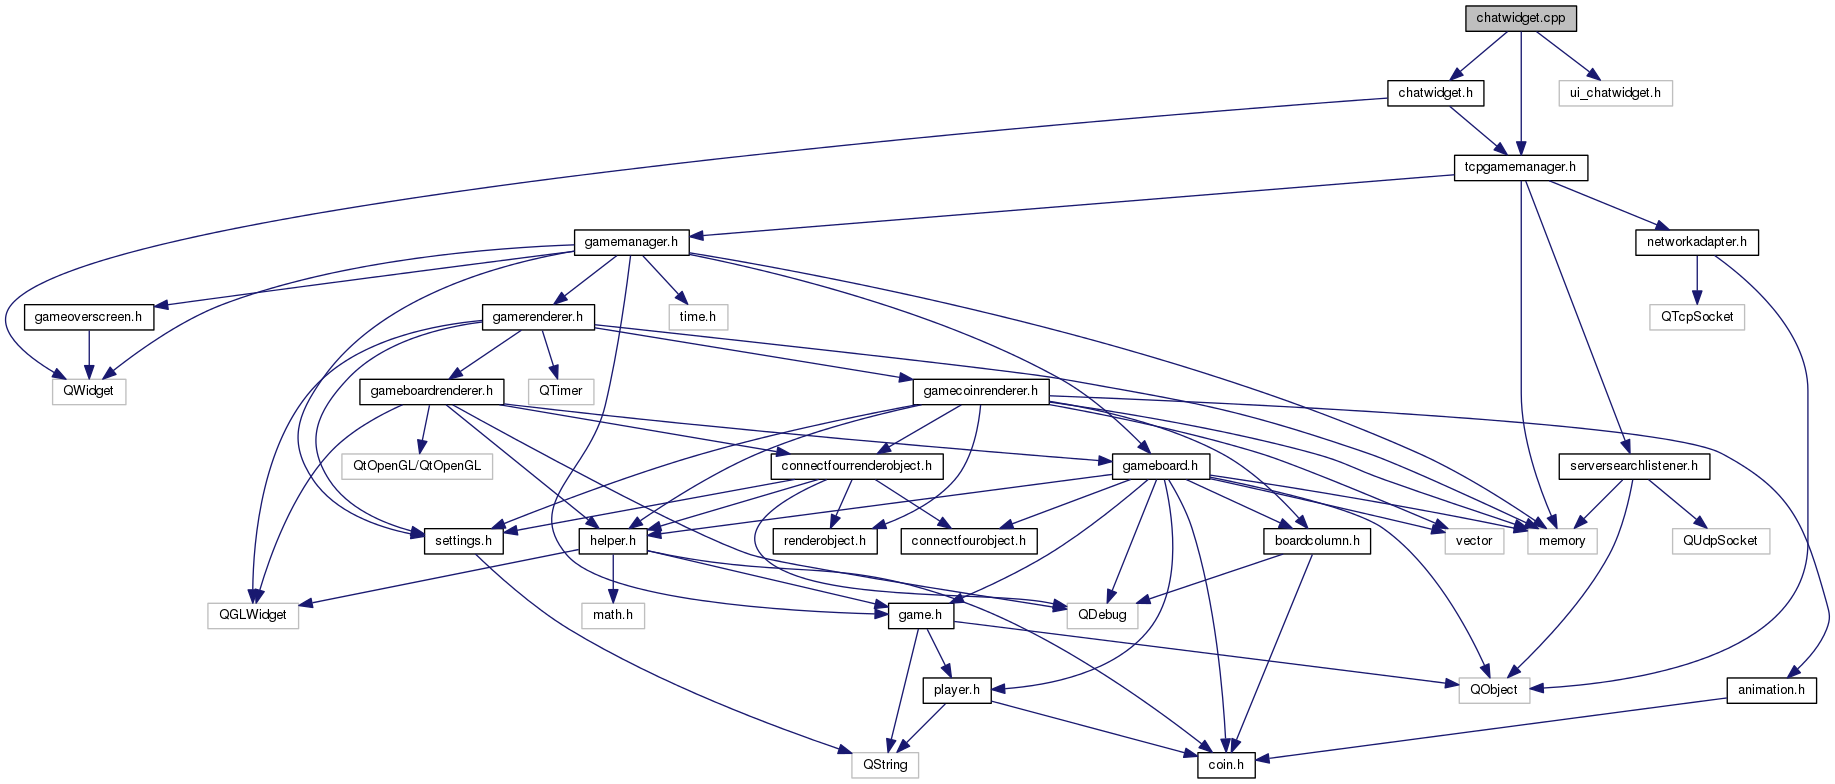 chatwidget.cpp
chatwidget.h
ui_chatwidget.h
tcpgamemanager.h
gamemanager.h
networkadapter.h
gameoverscreen.h
gamerenderer.h
time.h
QTcpSocket
QWidget
gameboardrenderer.h
QTimer
gamecoinrenderer.h
QtOpenGL/QtOpenGL
connectfourrenderobject.h
gameboard.h
serversearchlistener.h
settings.h
helper.h
renderobject.h
connectfourobject.h
boardcolumn.h
vector
memory
QUdpSocket
QGLWidget
math.h
game.h
QDebug
player.h
QObject
animation.h
QString
coin.h